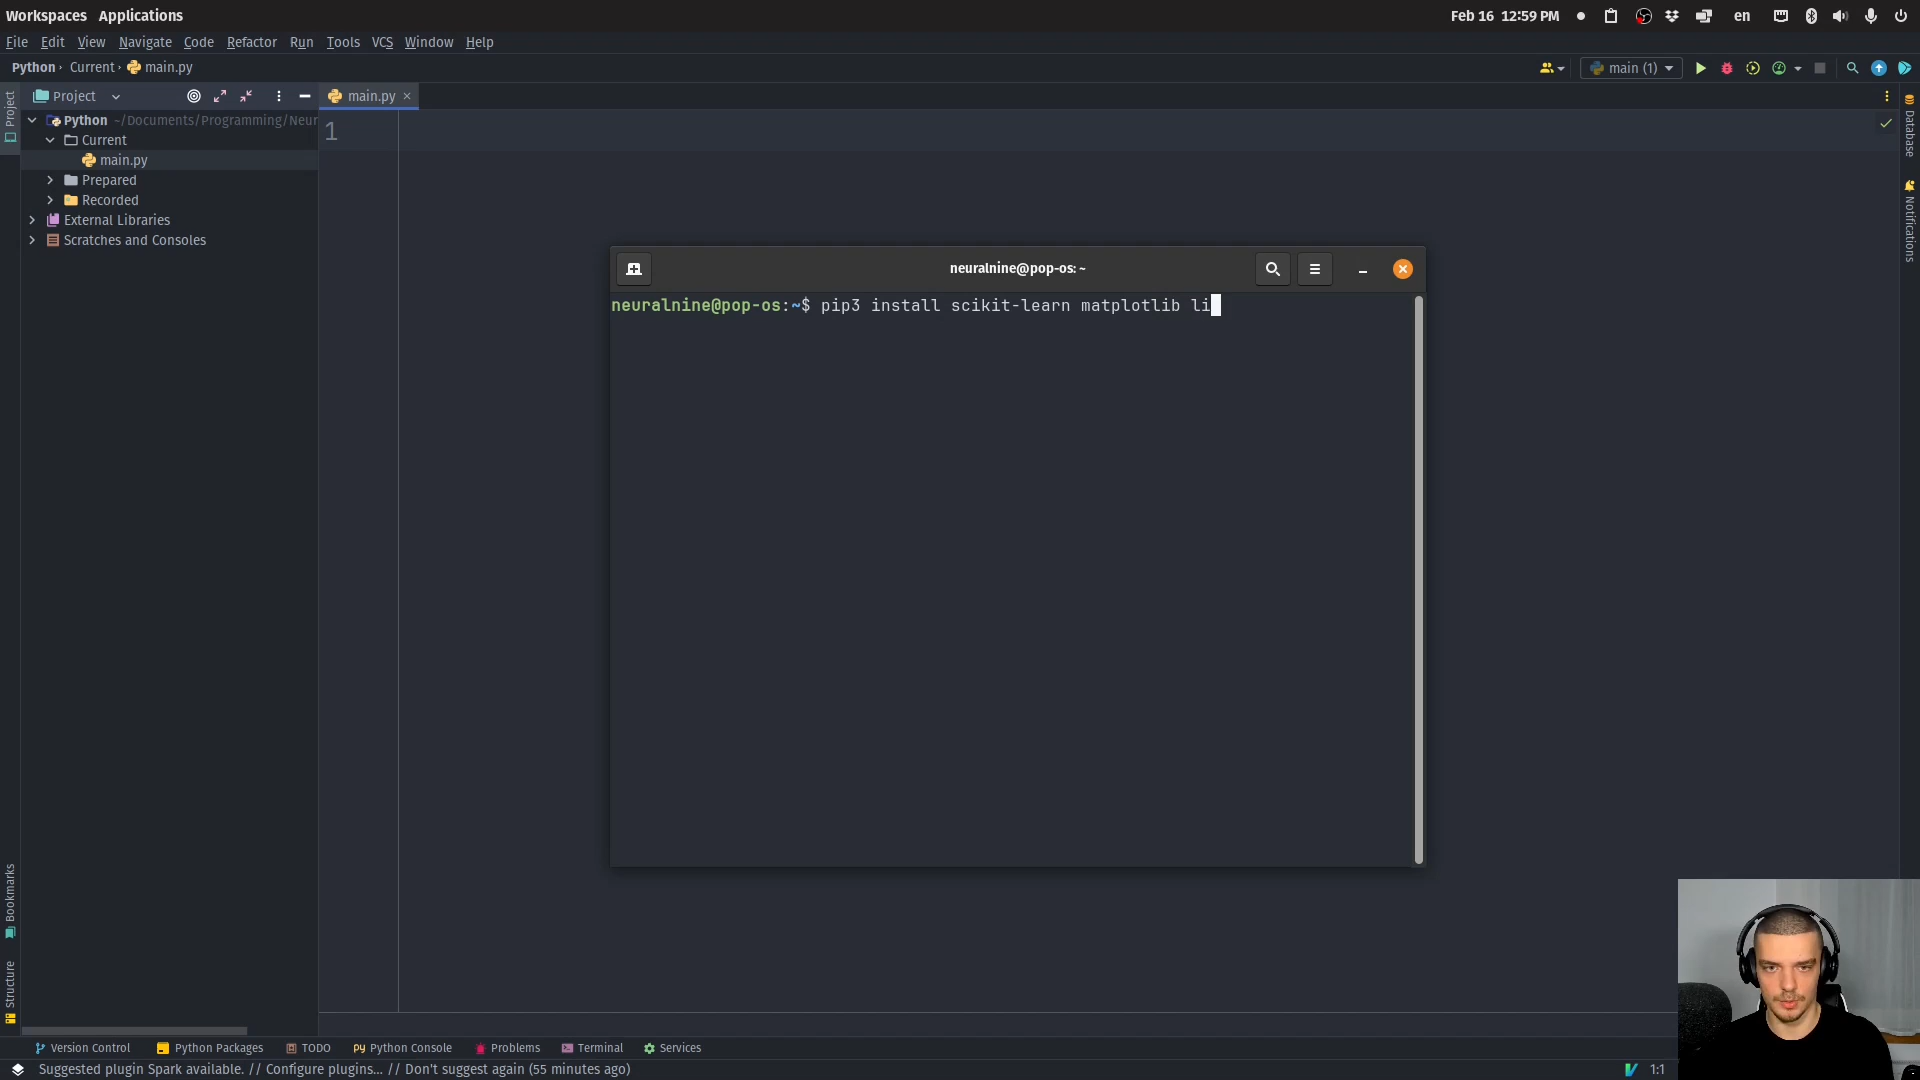 Workspaces Applications
Feb 16 12:59 PM
en
File Edit View Navigate Code Refactor Run Tools VCS Window Help
Python Current main.py
main (1)
Project
main.py
Python ~/Documents/Programming/Neur
Current
main.py
Prepared
Recorded
External Libraries
Scratches and Consoles
1
Project
Bookmarks
Structure
Database
Notifications
neuralnine@pop-os: ~
neuralnine@pop-os:~$ pip3 install scikit-learn matplotlib li
Version Control Python Packages TODO Python Console Problems Terminal Services
Suggested plugin Spark available. // Configure plugins... // Don't suggest again (55 minutes ago)
1:1